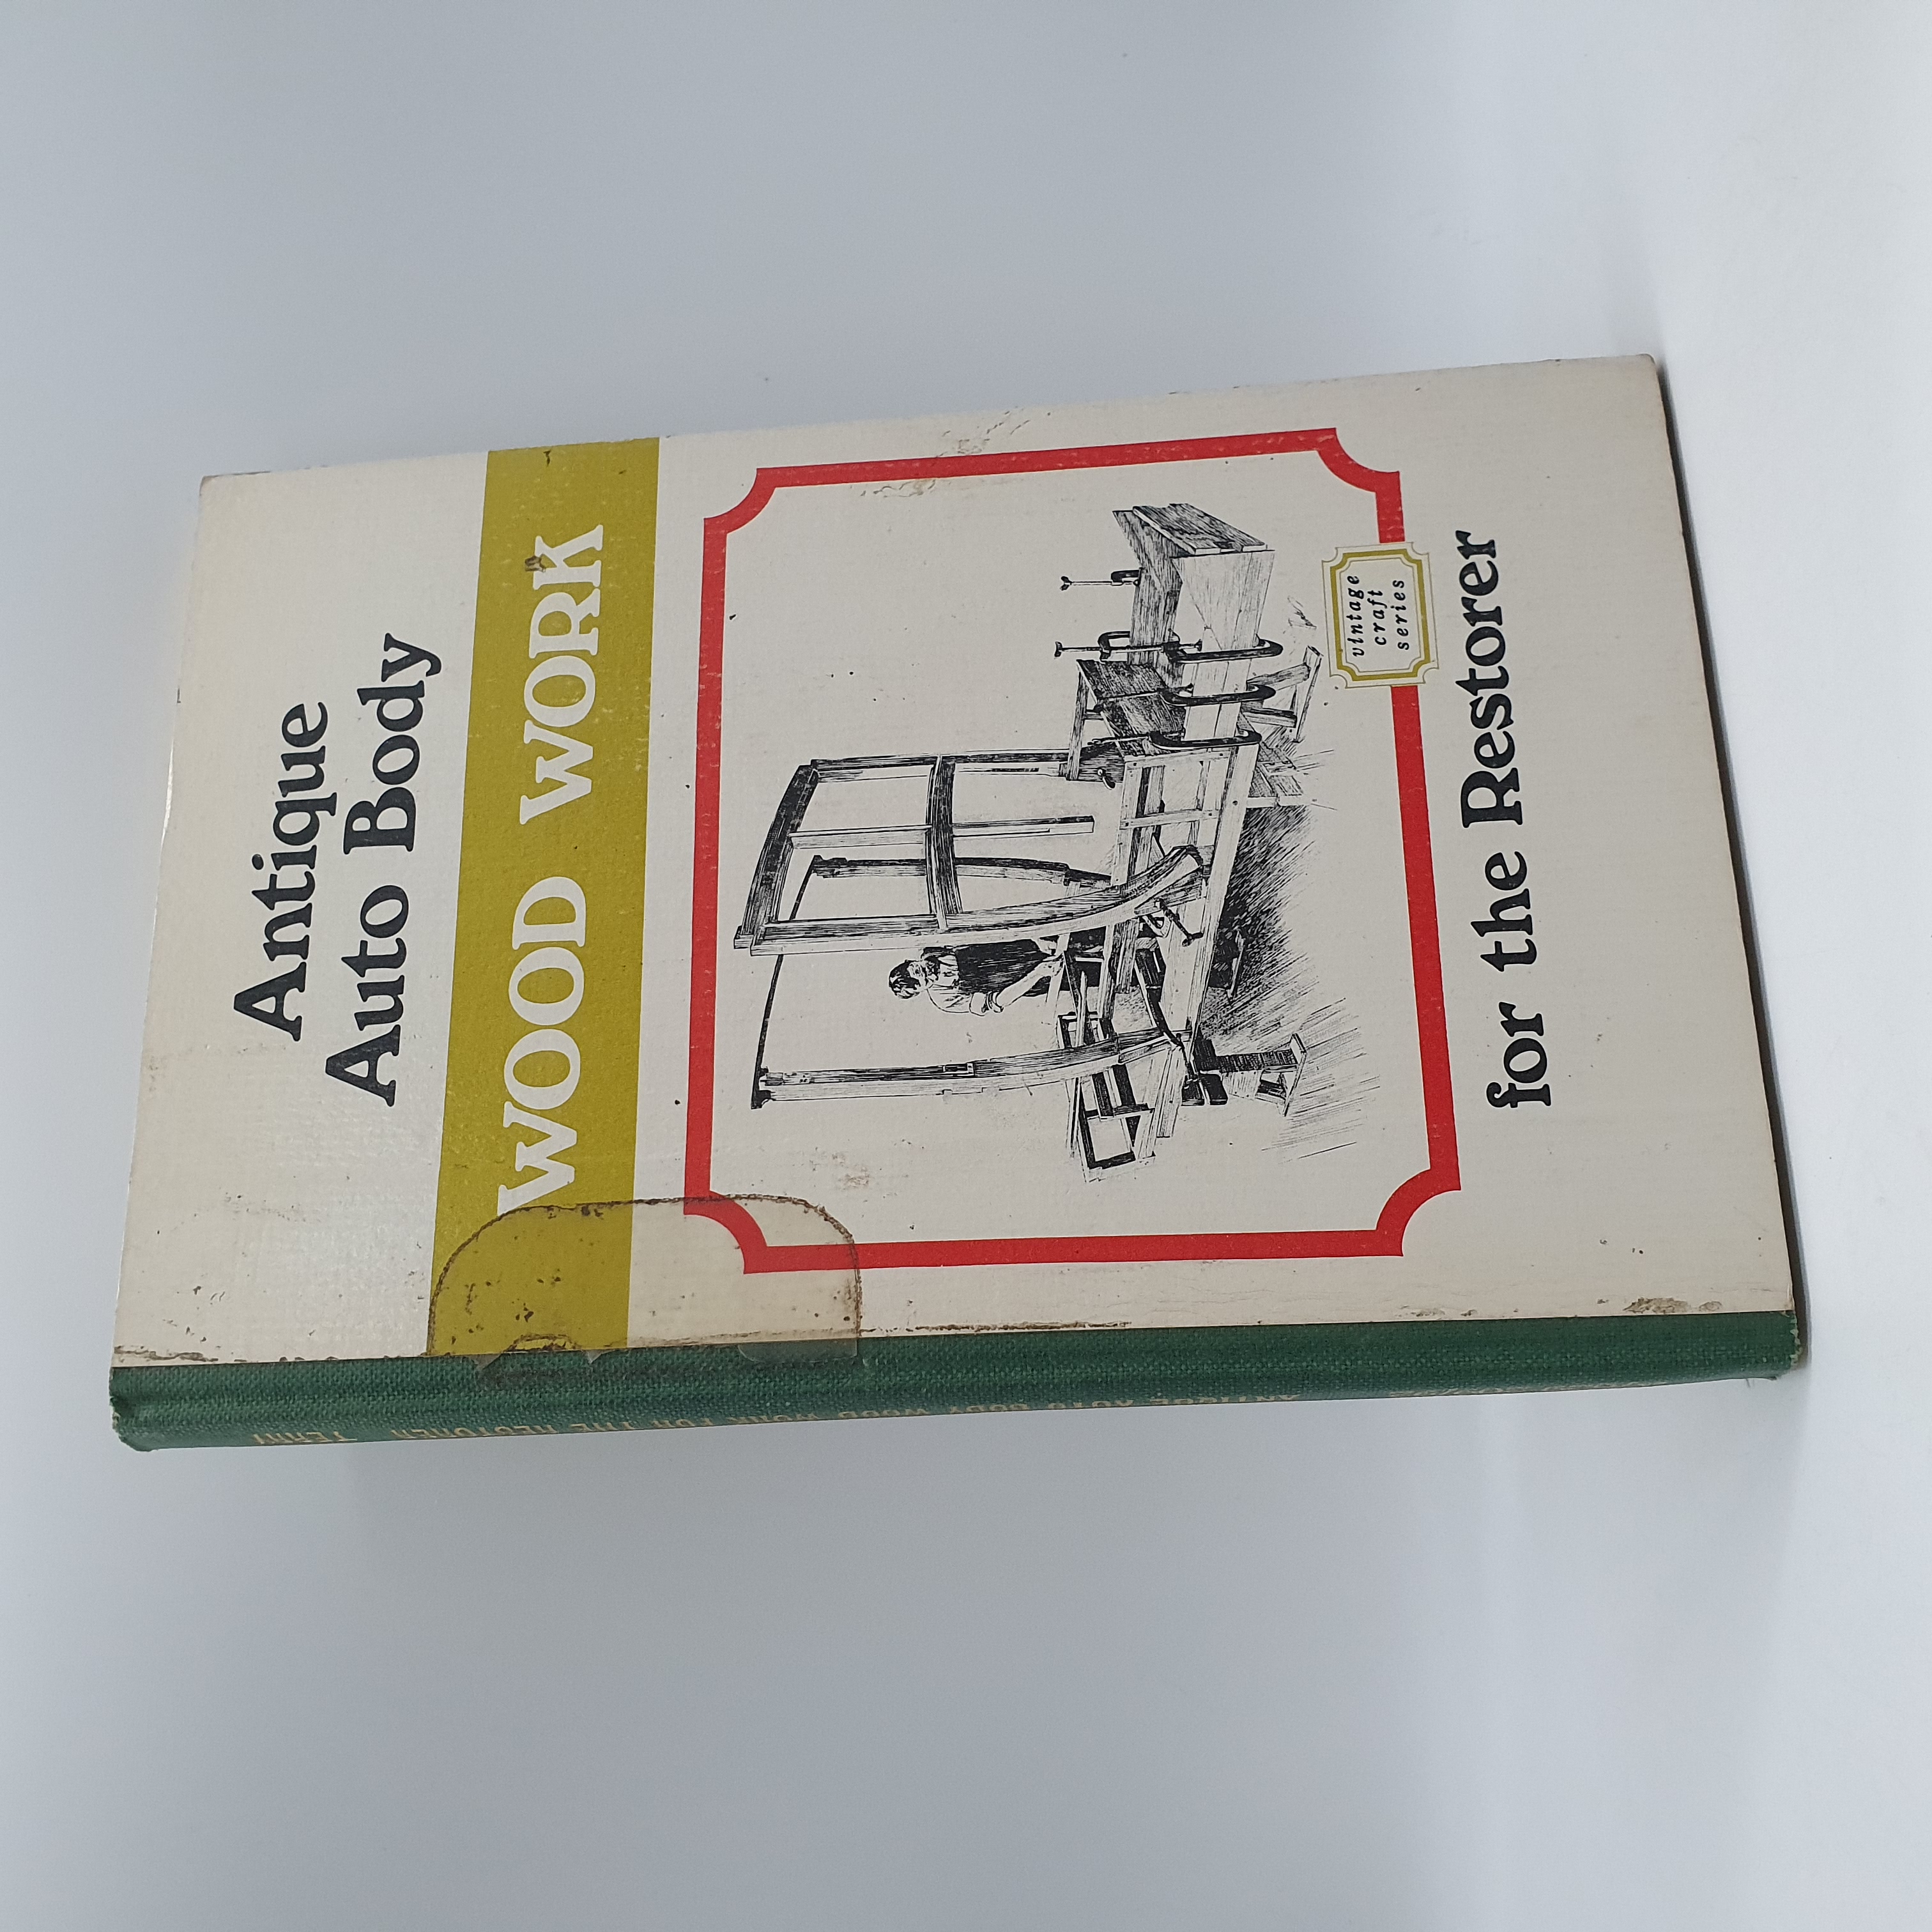 Antique
Auto Body
WOOD WORK
vintage
craft
series
for the Restorer
ANTIQUE AUTO BODY WOOD WORK FOR THE RESTORER TERRY